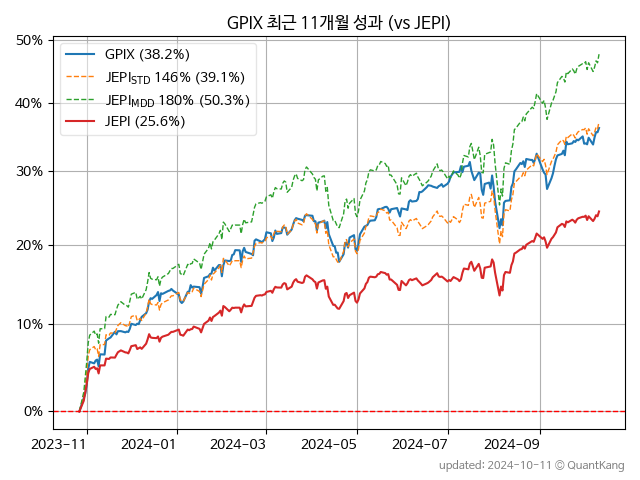 GPIX 최근 11개월 성과 (vs JEPI)
50%
40%
30%
20%
10%
0%
GPIX (38.2%)
JEPI_STD 146% (39.1%)
JEPI_MDD 180% (50.3%)
JEPI (25.6%)
2023-11 2024-01 2024-03 2024-05 2024-07 2024-09
updated: 2024-10-11 © QuantKang